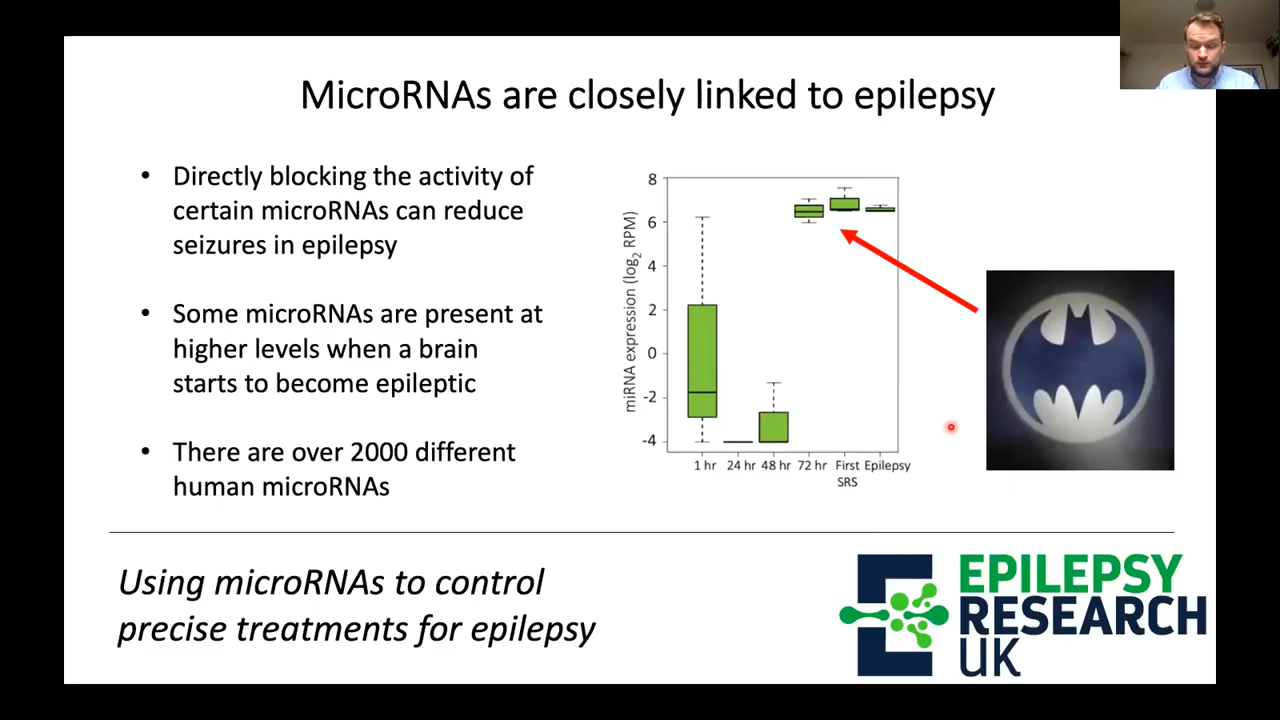 MicroRNAs are closely linked to epilepsy
• Directly blocking the activity of
certain microRNAs can reduce
seizures in epilepsy
• Some microRNAs are present at
higher levels when a brain
starts to become epileptic
• There are over 2000 different
human microRNAs
miRNA expression (log2 RPM)
8
6
4
2
0
-2
-4
1 hr 24 hr 48 hr 72 hr First Epilepsy
SRS
Using microRNAs to control
precise treatments for epilepsy
EPILEPSY
RESEARCH
UK